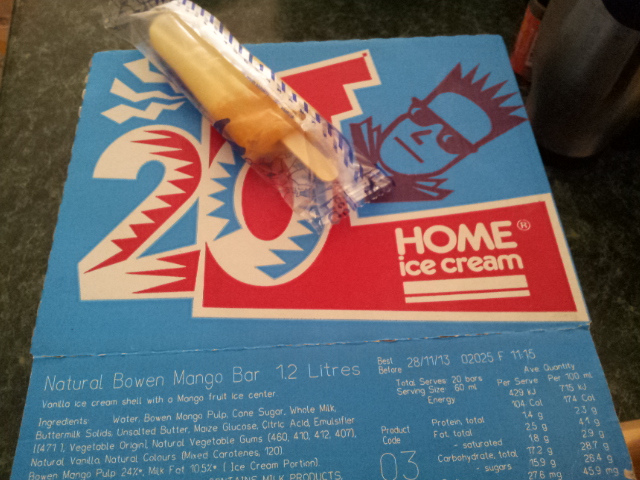 20
HOME®
ice cream
Natural Bowen Mango Bar 1.2 Litres
Vanilla ice cream shell with a Mango fruit ice center.
Ingredients: Water, Bowen Mango Pulp, Cane Sugar, Whole Milk,
Buttermilk Solids, Unsalted Butter, Maize Glucose, Citric Acid, Emulsifier
[(471), Vegetable Origin], Natural Vegetable Gums (460, 410, 412, 407),
Natural Vanilla, Natural Colours (Mixed Carotenes, 120).
Bowen Mango Pulp 24%*, Milk Fat 10.5%* (Ice Cream Portion).
CONTAINS MILK PRODUCTS.
Best
Before 28/11/13 02025 F 11:15
Total Serves: 20 bars
Serving Size: 60 ml
Ave Quantity
Per Serve Per 100 ml
Energy 429 kJ 715 kJ
104 Cal 174 Cal
Protein, total 1.4 g 2.3 g
Fat, total 2.5 g 4.1 g
- saturated 1.8 g 2.9 g
Carbohydrate, total 17.2 g 28.7 g
- sugars 15.9 g 26.4 g
27.6 mg 45.9 mg
Product
Code
03